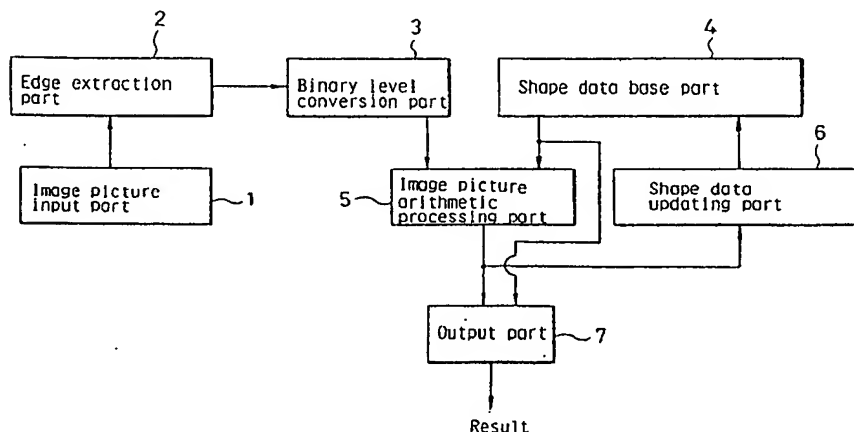 2
3
4
Edge extraction
part
Binary level
conversion part
Shape data base part
6
Image picture
input part
1
5
Image picture
arithmetic
processing part
Shape data
updating part
Output part
7
Result